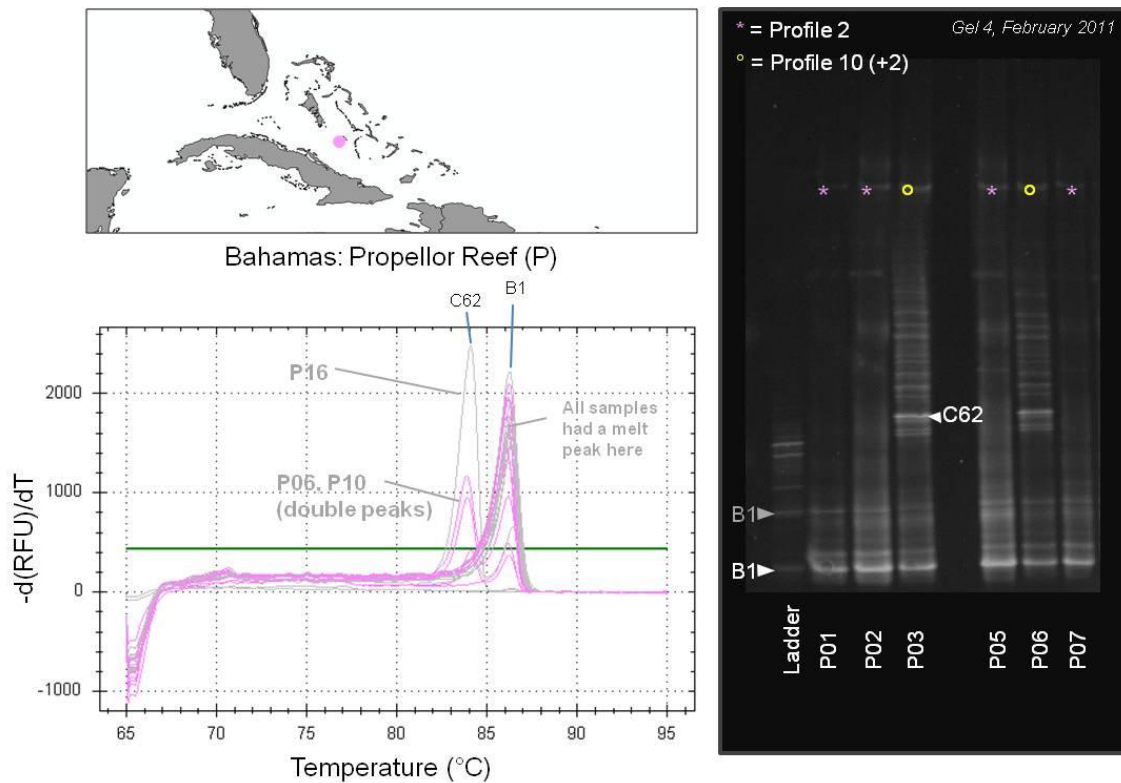 Bahamas: Propellor Reef (P)
C62
B1
P16
All samples
had a melt
peak here
P06. P10
(double peaks)
-d(RFU)/dT
2000
1000
0
-1000
65
70
75
80
85
90
95
Temperature (°C)
* = Profile 2
Gel 4, February 2011
° = Profile 10 (+2)
* * ° * ° *
C62
B1
B1
Ladder
P01
P02
P03
P05
P06
P07